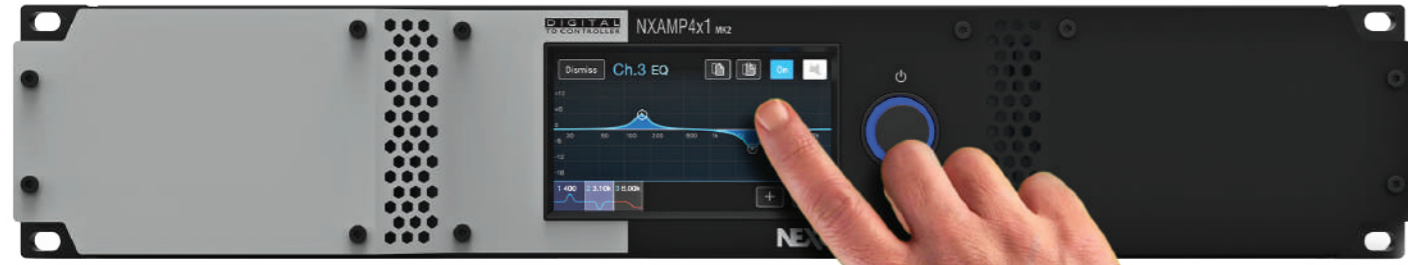 DIGITAL
TD CONTROLLER
NXAMP4x1 MK2
Dismiss Ch.3 EQ On
+12
0
20 50 100 200 500 1k
-6
-12
-18
1 400 2 3.10k 3 6.00k
+
NEX